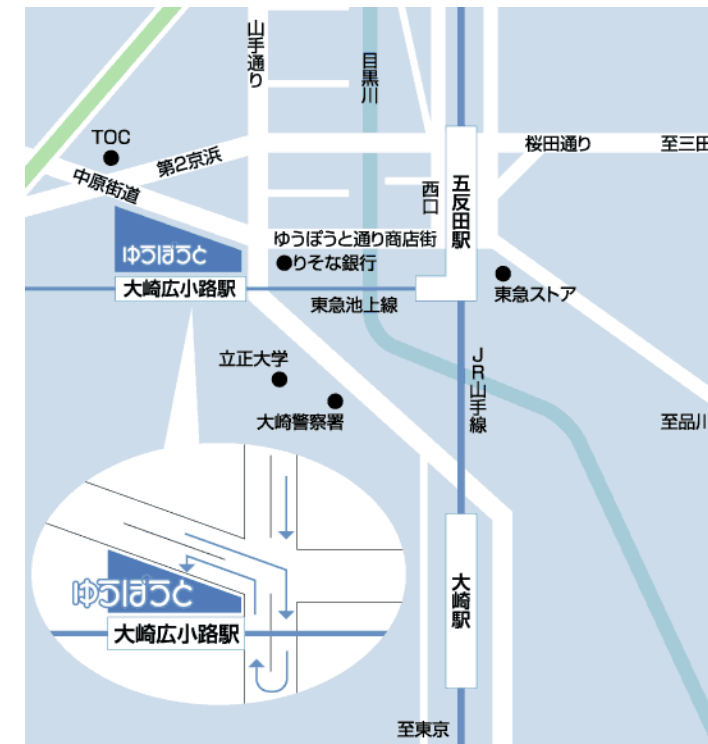 山手通り
目黒川
TOC
第2京浜
中原街道
桜田通り
至三田
西口
五反田駅
ゆうぽうと通り商店街
ゆうぽうと
りそな銀行
大崎広小路駅
東急池上線
東急ストア
立正大学
JR山手線
大崎警察署
至品川
ゆうぽうと
大崎広小路駅
大崎駅
至東京